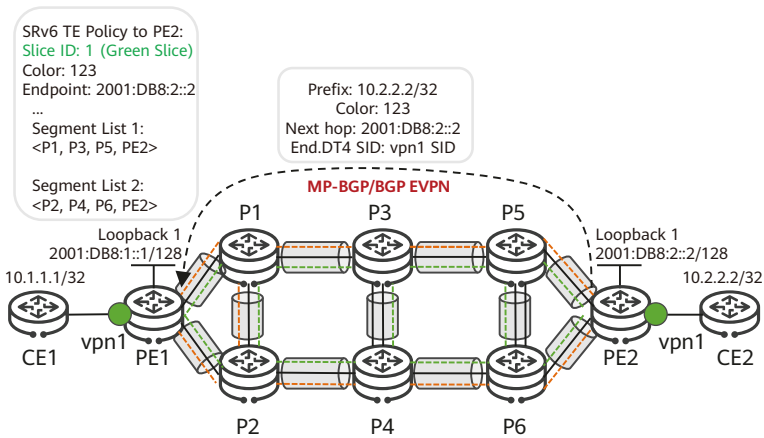 SRv6 TE Policy to PE2:
Slice ID: 1 (Green Slice)
Color: 123
Endpoint: 2001:DB8:2::2
...
Segment List 1:
<P1, P3, P5, PE2>
Segment List 2:
<P2, P4, P6, PE2>
Prefix: 10.2.2.2/32
Color: 123
Next hop: 2001:DB8:2::2
End.DT4 SID: vpn1 SID
MP-BGP/BGP EVPN
P1
P3
P5
Loopback 1
2001:DB8:1::1/128
Loopback 1
2001:DB8:2::2/128
10.1.1.1/32
10.2.2.2/32
vpn1
vpn1
CE1
PE1
PE2
CE2
P2
P4
P6